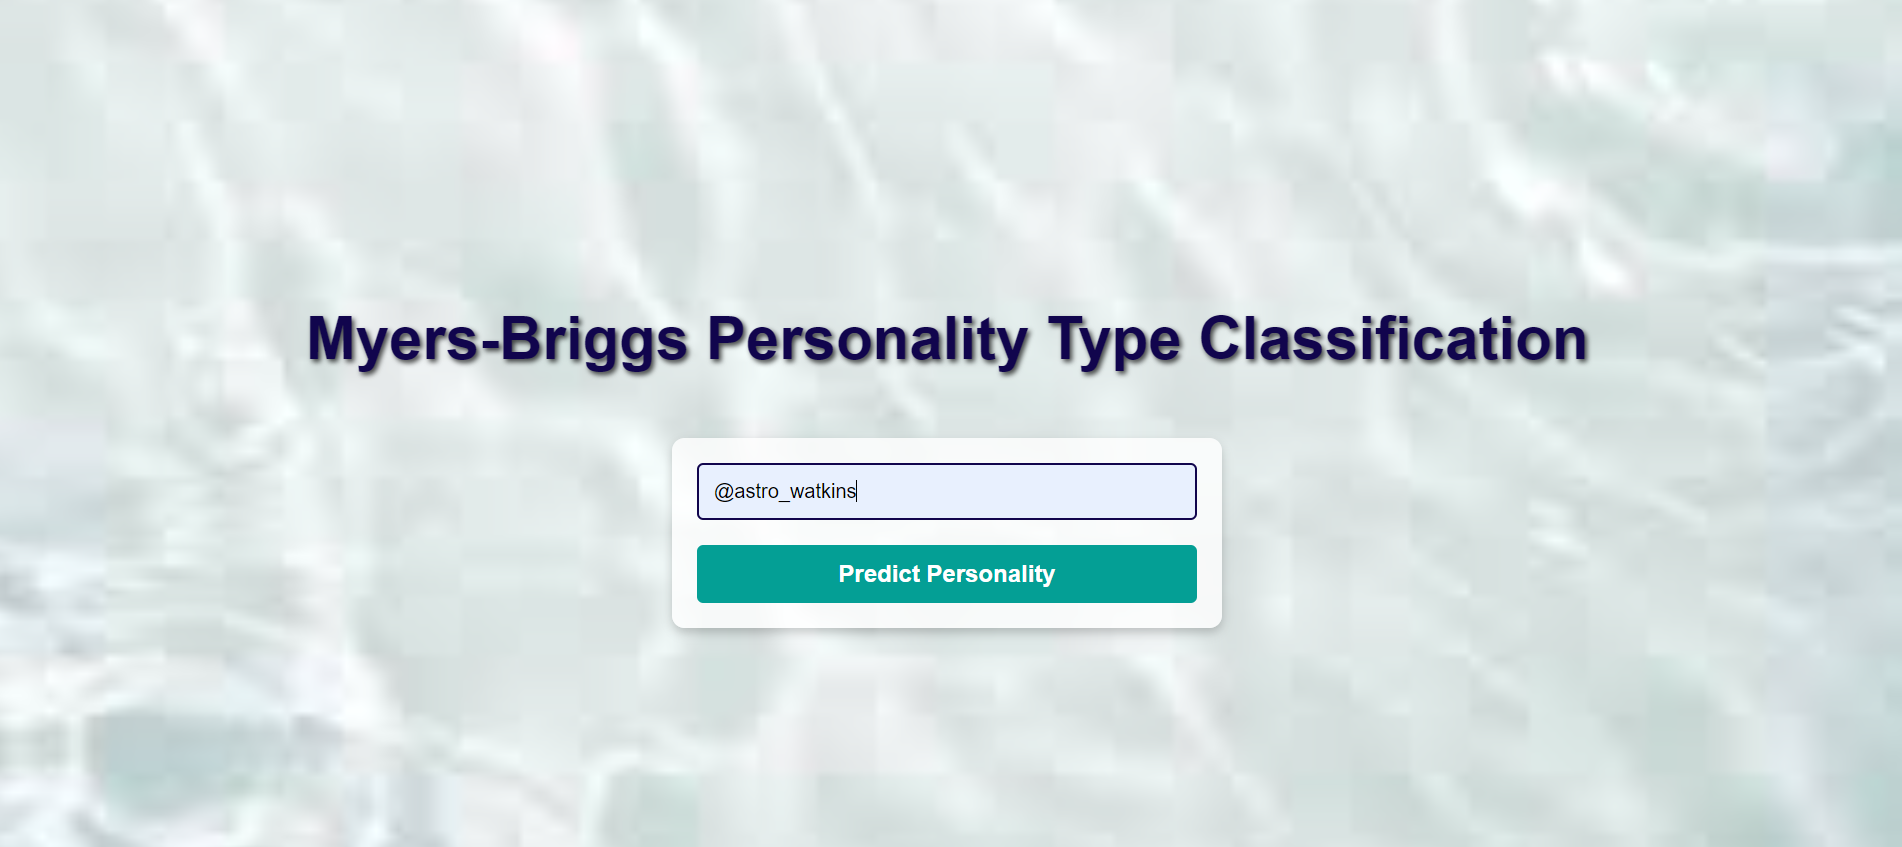 Myers-Briggs Personality Type Classification
@astro_watkins
Predict Personality